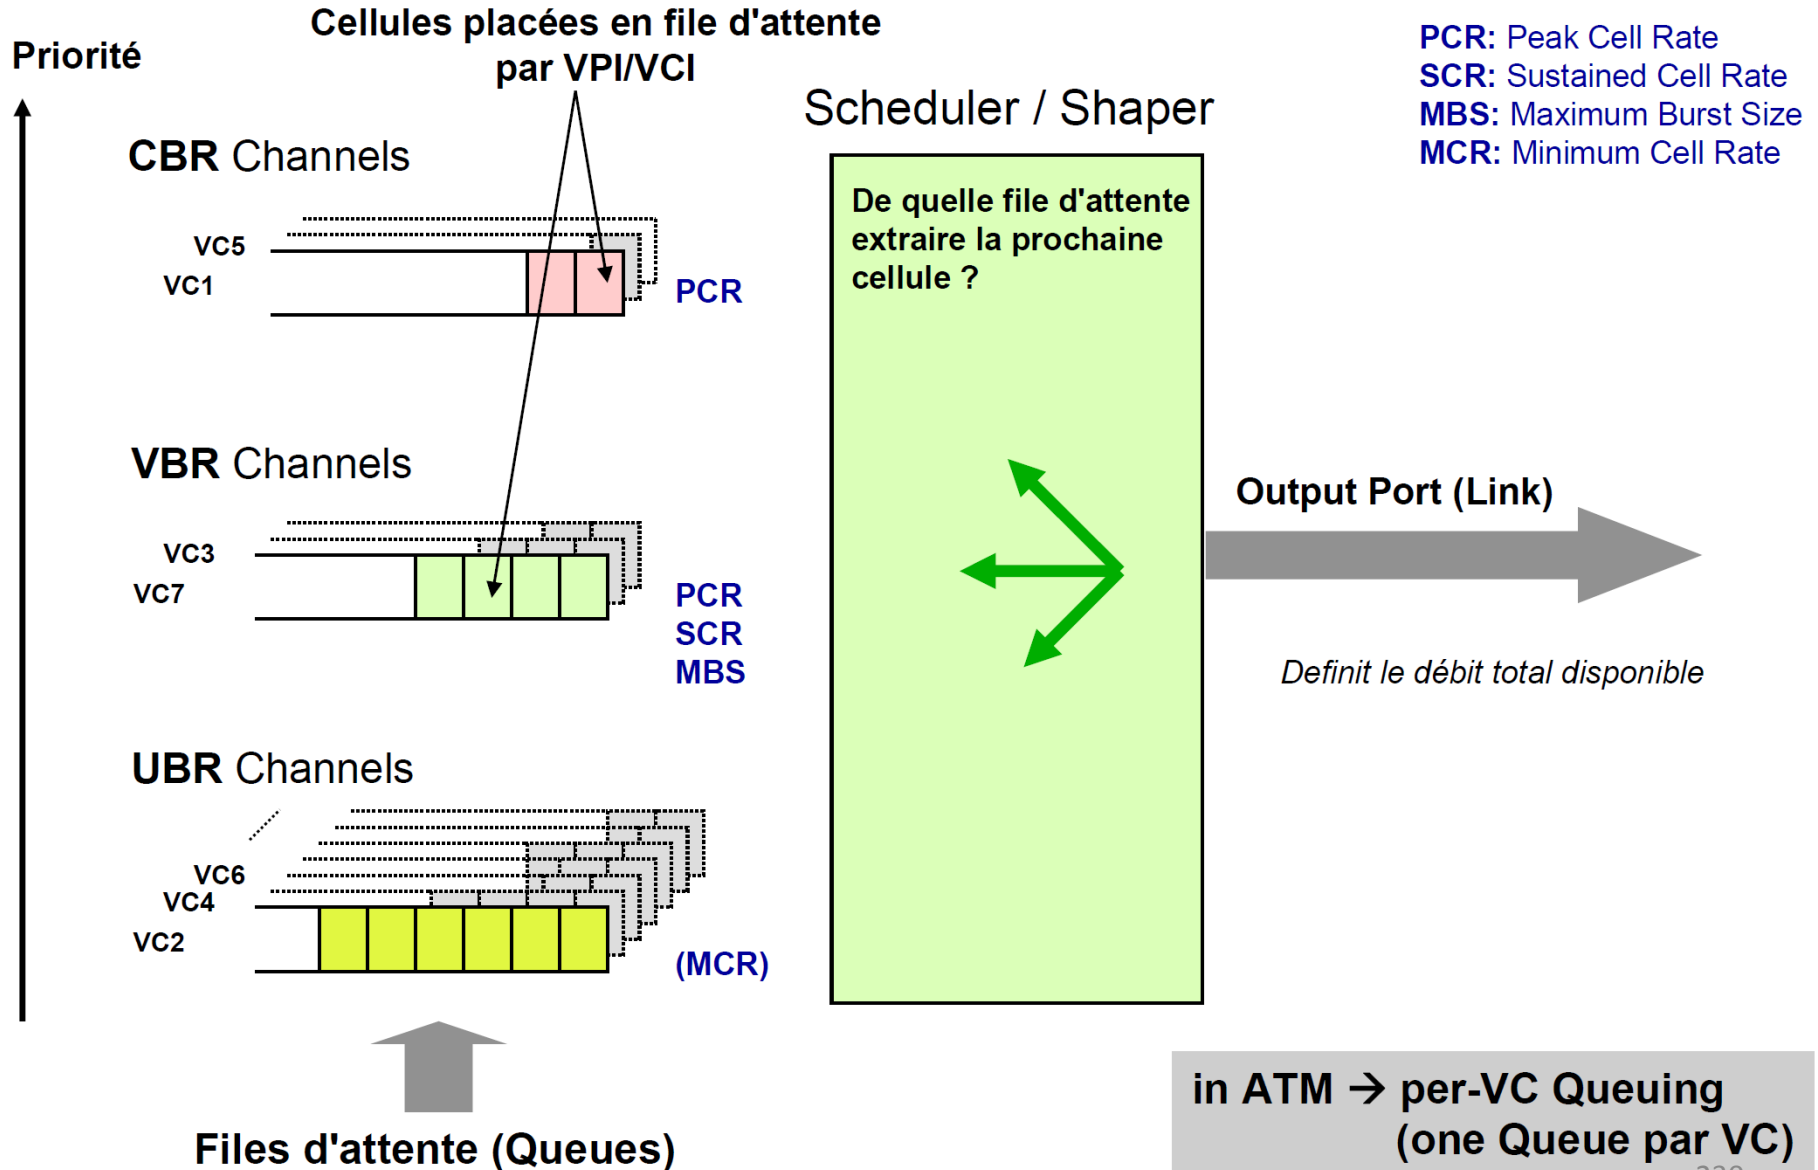 Cellules placées en file d'attente
par VPI/VCI
Priorité
PCR: Peak Cell Rate
SCR: Sustained Cell Rate
MBS: Maximum Burst Size
MCR: Minimum Cell Rate
Scheduler / Shaper
CBR Channels
VC5
VC1
PCR
De quelle file d'attente
extraire la prochaine
cellule ?
VBR Channels
VC3
VC7
PCR
SCR
MBS
Output Port (Link)
Definit le débit total disponible
UBR Channels
VC6
VC4
VC2
(MCR)
Files d'attente (Queues)
in ATM → per-VC Queuing
(one Queue par VC)